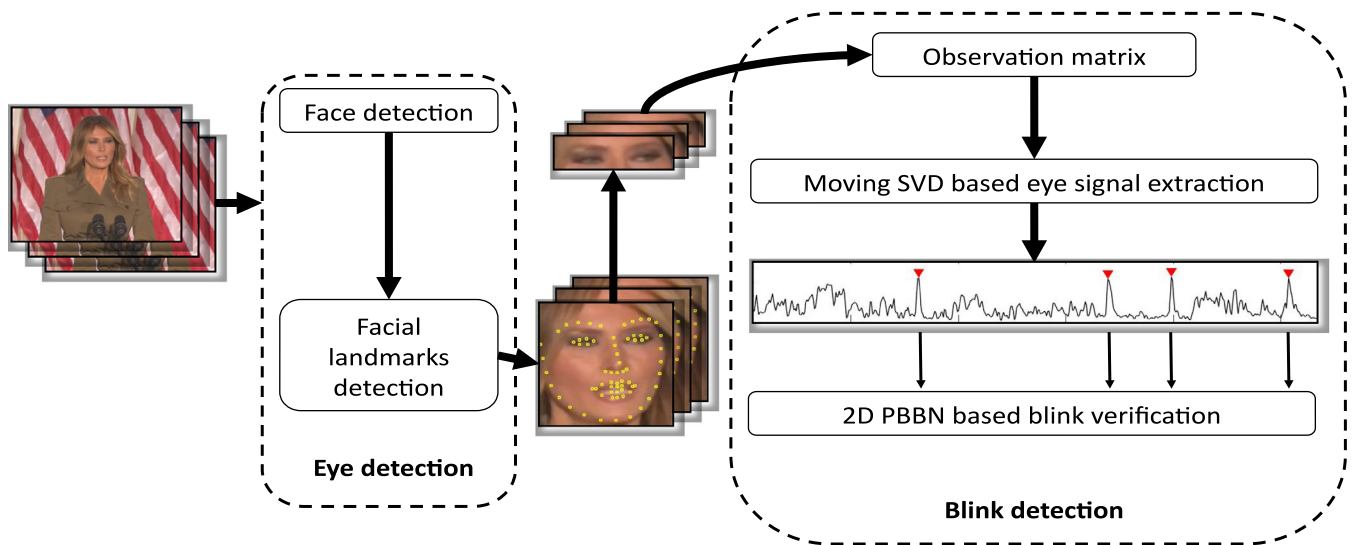 Face detection
Facial
landmarks
detection
Eye detection
Observation matrix
Moving SVD based eye signal extraction
2D PBBN based blink verification
Blink detection